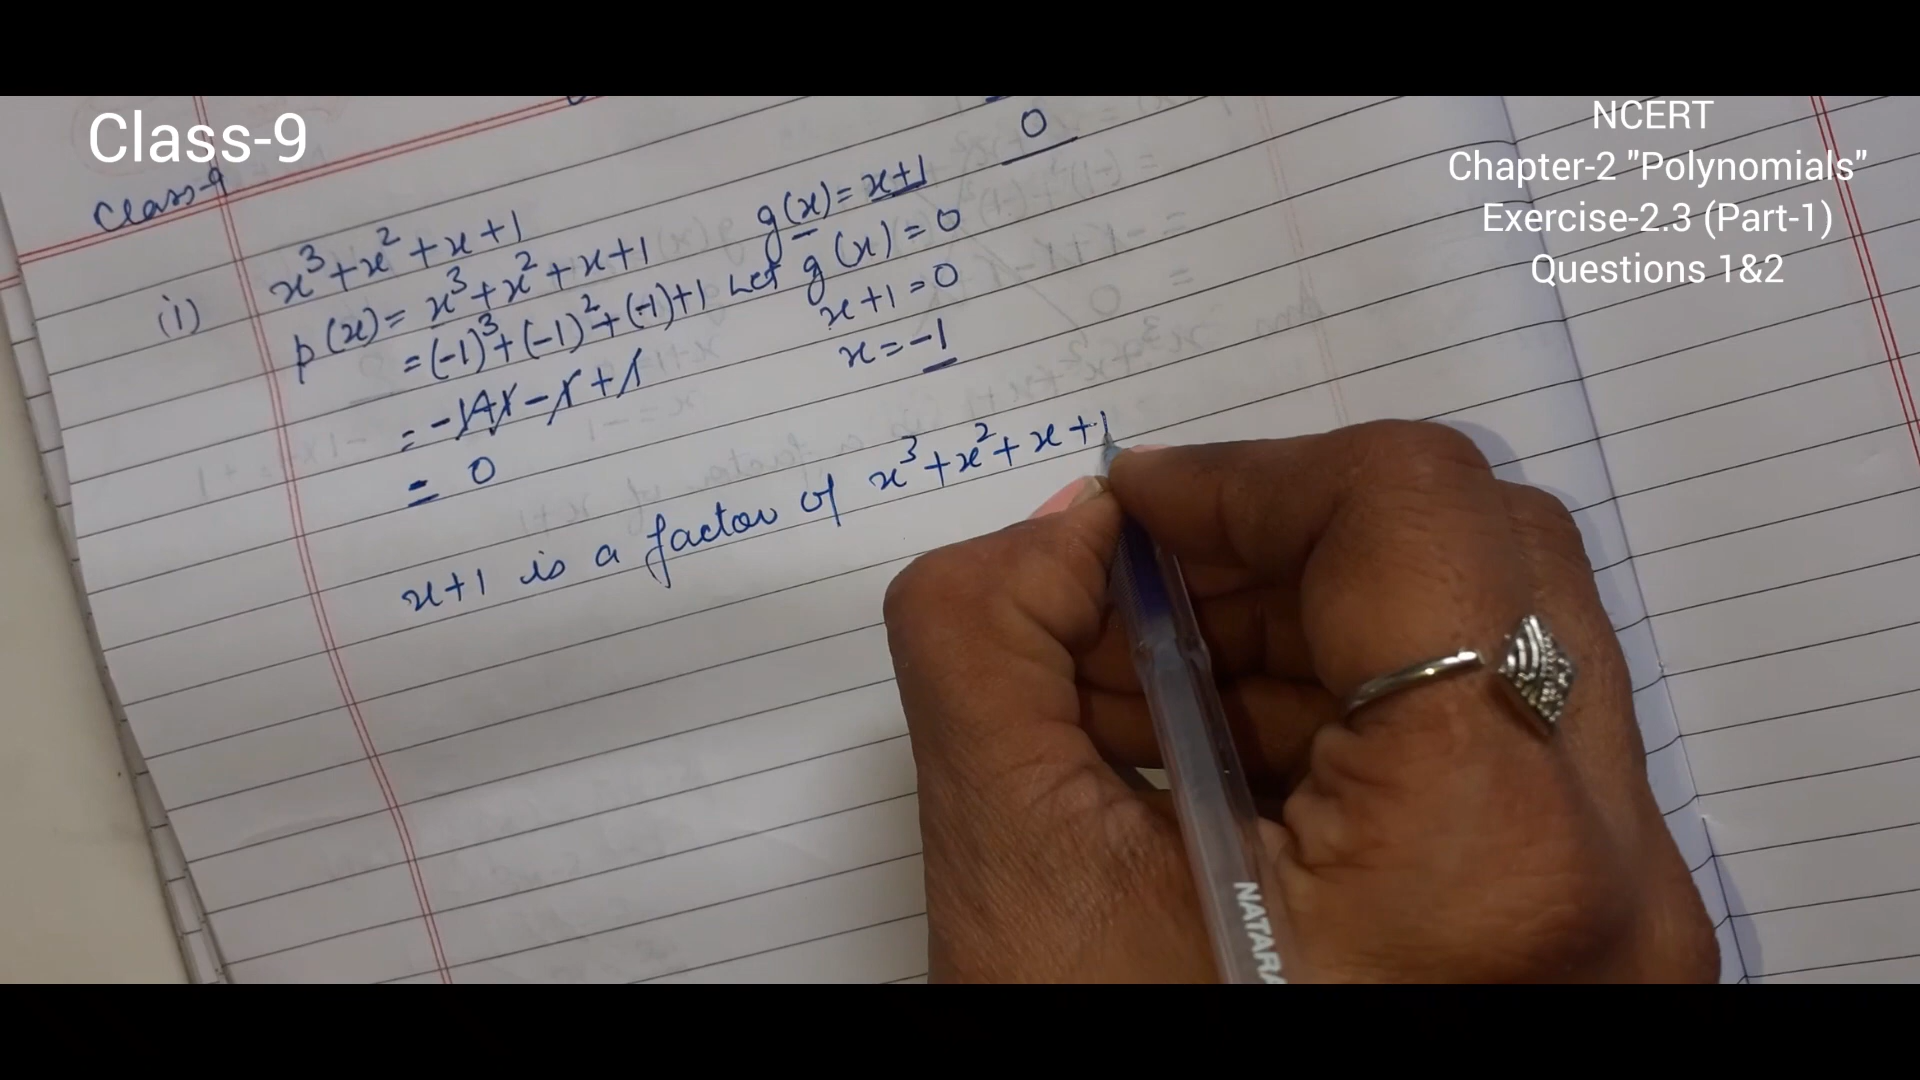 Class-9
NCERT
Chapter-2 "Polynomials"
Exercise-2.3 (Part-1)
Questions 1&2
Class-9
0
(i) x³+x²+x+1 g(x)=x+1
p(x)= x³+x²+x+1 Let g(x)=0
=(-1)³+(-1)²+(-1)+1 x+1=0
= -1+1-1+1 x=-1
= 0
x+1 is a factor of x³+x²+x+1
NATARA